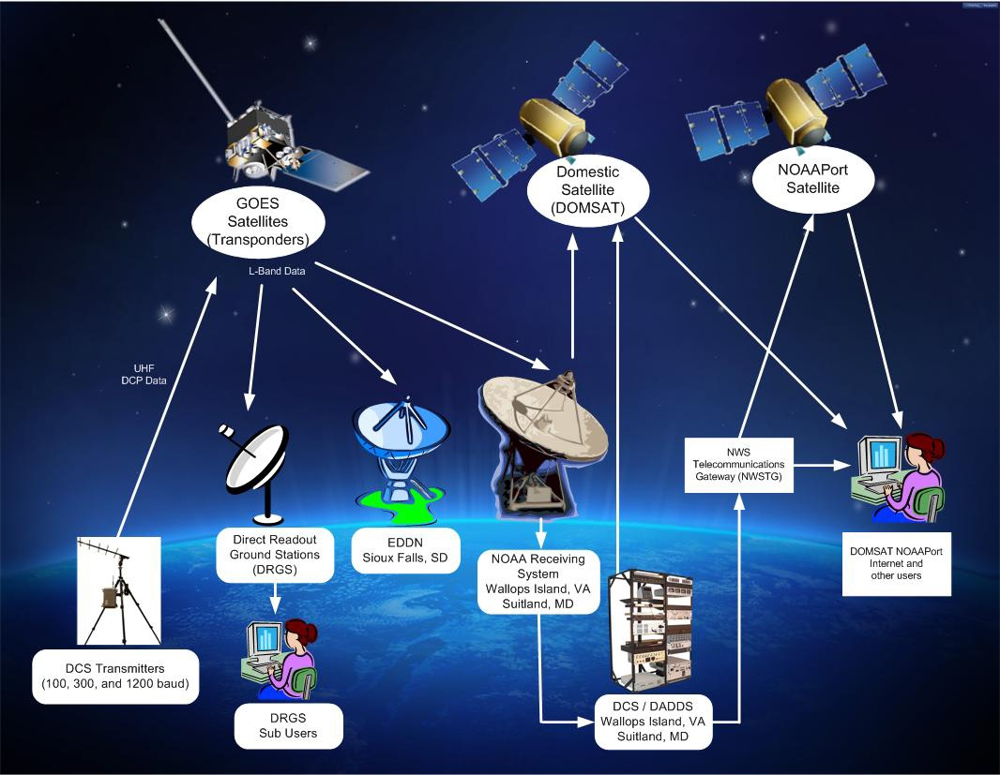 GOES
Satellites
(Transponders)
Domestic
Satellite
(DOMSAT)
NOAAPort
Satellite
L-Band Data
UHF
DCP Data
NWS
Telecommunications
Gateway (NWSTG)
Direct Readout
Ground Stations
(DRGS)
EDDN
Sioux Falls, SD
NOAA Receiving
System
Wallops Island, VA
Suitland, MD
DOMSAT NOAAPort
Internet and
other users
DCS Transmitters
(100, 300, and 1200 baud)
DRGS
Sub Users
DCS / DADDS
Wallops Island, VA
Suitland, MD